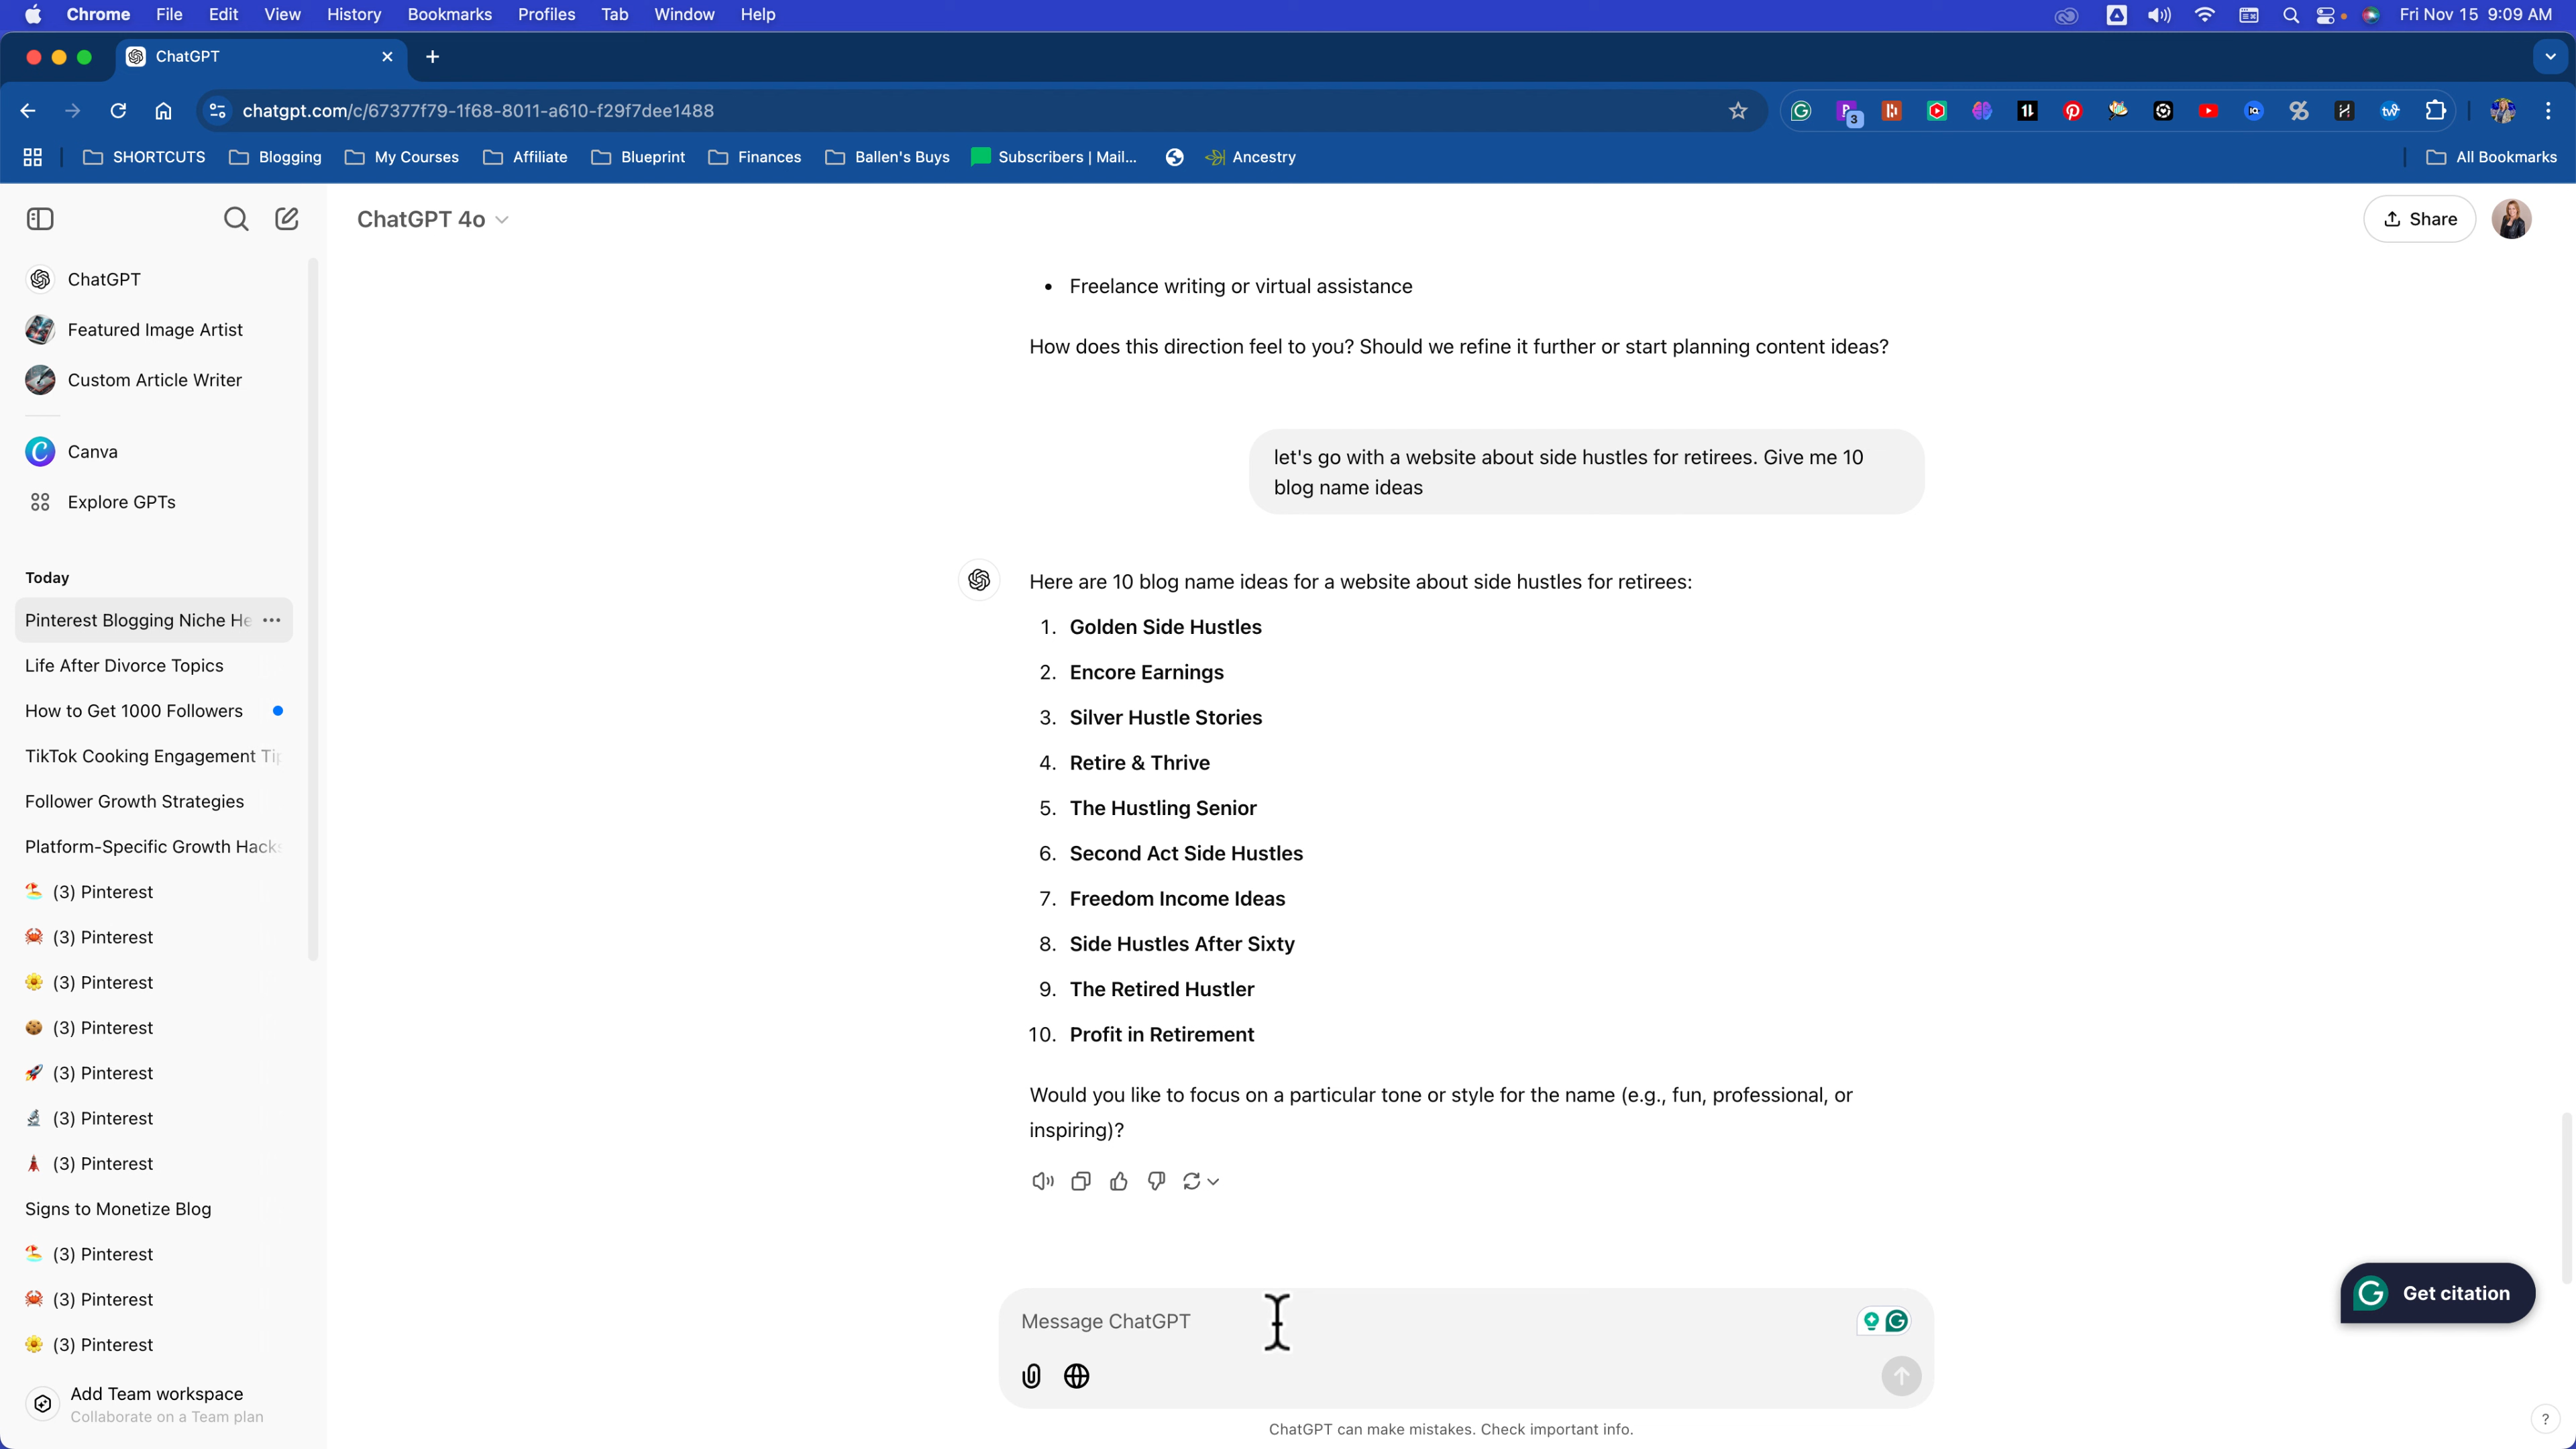 Chrome File Edit View History Bookmarks Profiles Tab Window Help Fri Nov 15 9:09 AM
ChatGPT
chatgpt.com/c/67377f79-1f68-8011-a610-f29f7dee1488
3
SHORTCUTS Blogging My Courses Affiliate Blueprint Finances Ballen's Buys Subscribers | Mail... Ancestry All Bookmarks
ChatGPT 4o
Share
ChatGPT
Featured Image Artist
Custom Article Writer
Canva
Explore GPTs
Today
Pinterest Blogging Niche He
Life After Divorce Topics
How to Get 1000 Followers
TikTok Cooking Engagement Tip
Follower Growth Strategies
Platform-Specific Growth Hacks
(3) Pinterest
(3) Pinterest
(3) Pinterest
(3) Pinterest
(3) Pinterest
(3) Pinterest
(3) Pinterest
Signs to Monetize Blog
(3) Pinterest
(3) Pinterest
(3) Pinterest
Add Team workspace
Collaborate on a Team plan
• Freelance writing or virtual assistance
How does this direction feel to you? Should we refine it further or start planning content ideas?
let's go with a website about side hustles for retirees. Give me 10
blog name ideas
Here are 10 blog name ideas for a website about side hustles for retirees:
1. Golden Side Hustles
2. Encore Earnings
3. Silver Hustle Stories
4. Retire & Thrive
5. The Hustling Senior
6. Second Act Side Hustles
7. Freedom Income Ideas
8. Side Hustles After Sixty
9. The Retired Hustler
10. Profit in Retirement
Would you like to focus on a particular tone or style for the name (e.g., fun, professional, or
inspiring)?
Get citation
Message ChatGPT
ChatGPT can make mistakes. Check important info.
?